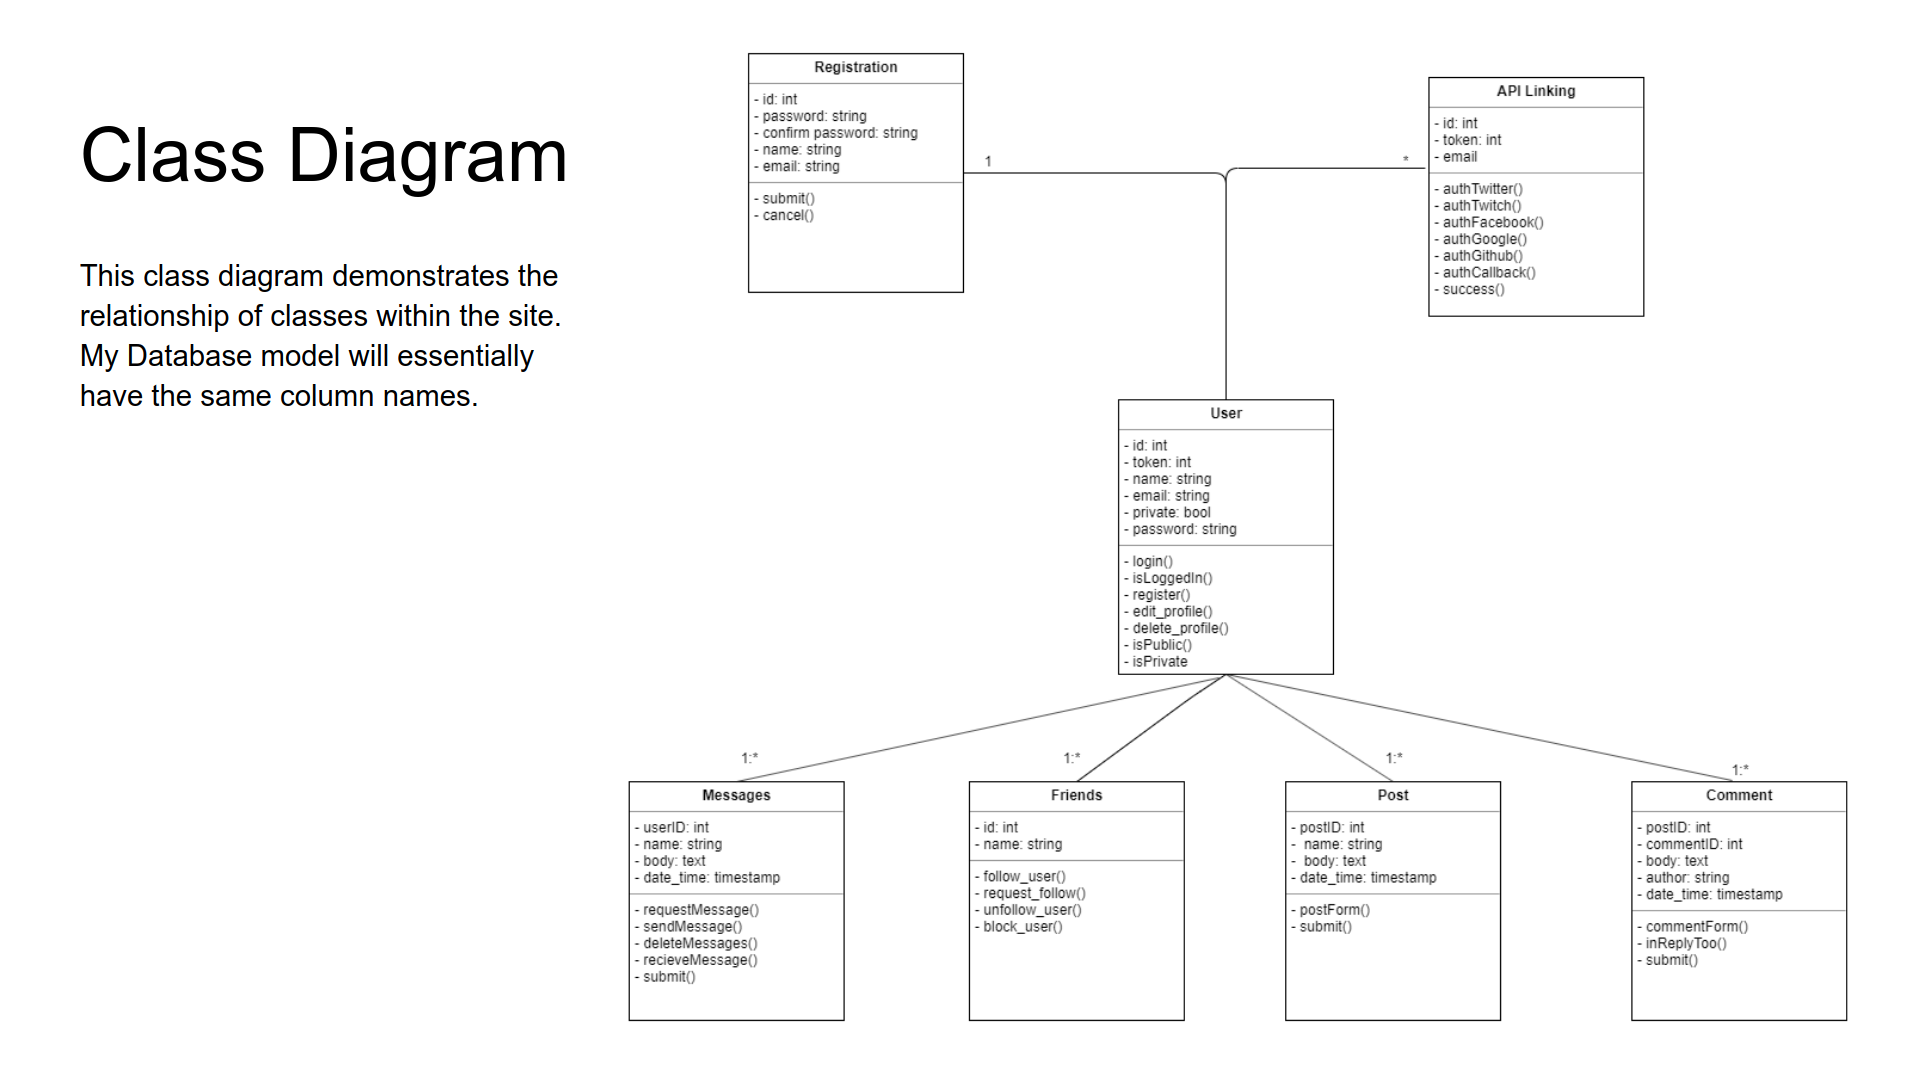 Class Diagram
This class diagram demonstrates the
relationship of classes within the site.
My Database model will essentially
have the same column names.
Registration
- id: int
- password: string
- confirm password: string
- name: string
- email: string
- submit()
- cancel()
1
*
API Linking
- id: int
- token: int
- email
- authTwitter()
- authTwitch()
- authFacebook()
- authGoogle()
- authGithub()
- authCallback()
- success()
User
- id: int
- token: int
- name: string
- email: string
- private: bool
- password: string
- login()
- isLoggedIn()
- register()
- edit_profile()
- delete_profile()
- isPublic()
- isPrivate
1:*
Messages
- userID: int
- name: string
- body: text
- date_time: timestamp
- requestMessage()
- sendMessage()
- deleteMessages()
- recieveMessage()
- submit()
1:*
Friends
- id: int
- name: string
- follow_user()
- request_follow()
- unfollow_user()
- block_user()
1:*
Post
- postID: int
- name: string
- body: text
- date_time: timestamp
- postForm()
- submit()
1:*
Comment
- postID: int
- commentID: int
- body: text
- author: string
- date_time: timestamp
- commentForm()
- inReplyToo()
- submit()